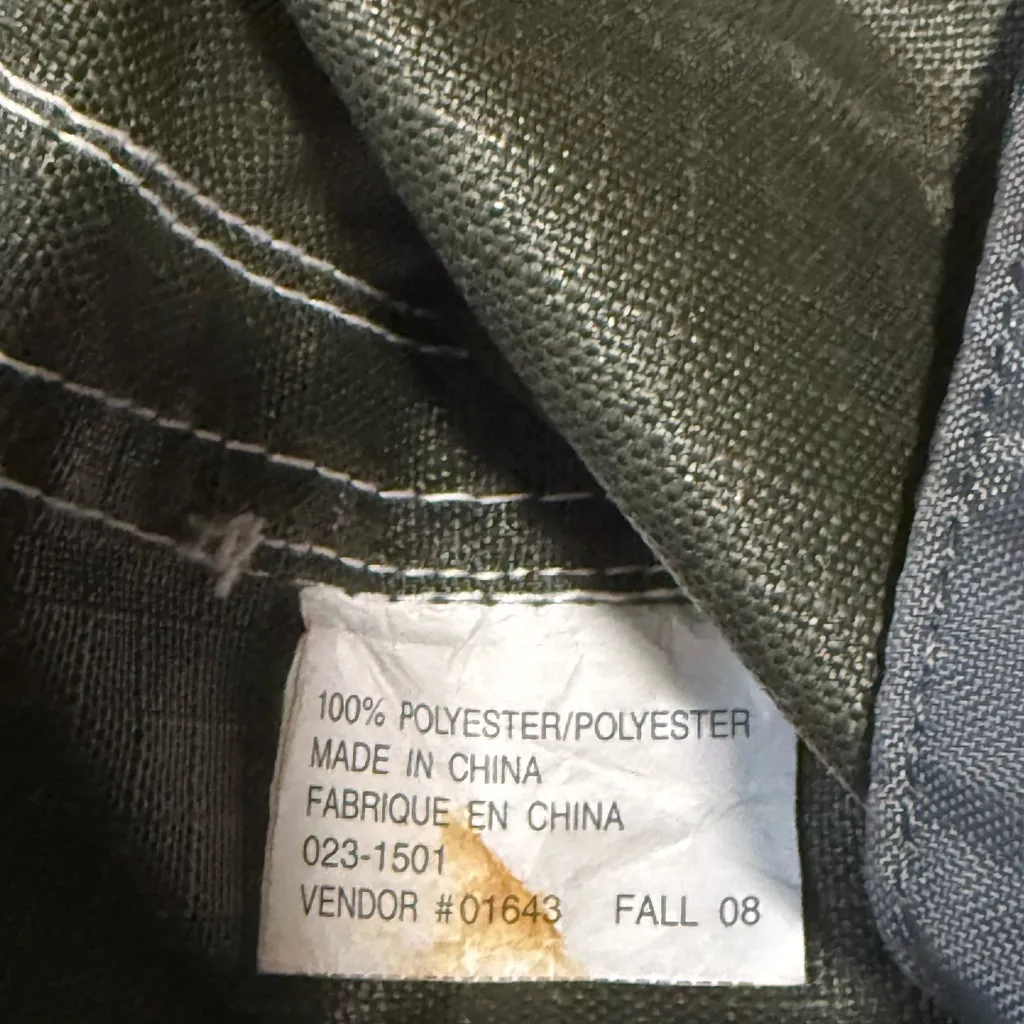 100% POLYESTER/POLYESTER
MADE IN CHINA
FABRIQUE EN CHINA
023-1501
VENDOR #01643 FALL 08